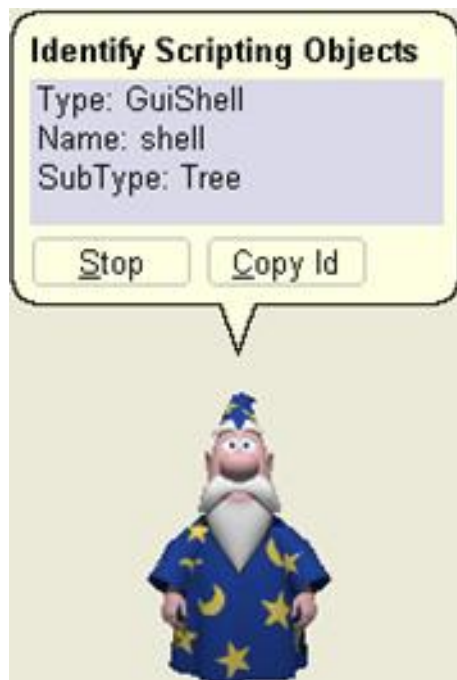 Identify Scripting Objects
Type: GuiShell
Name: shell
SubType: Tree
Stop
Copy Id